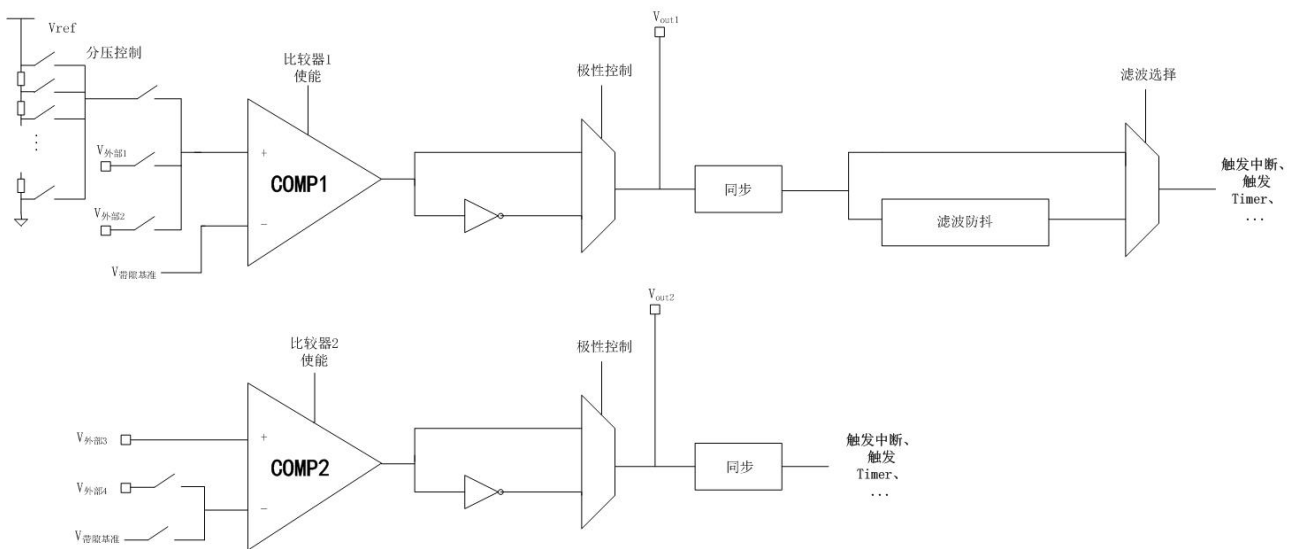 Vref
分压控制
比较器1
使能
极性控制
Vout1
滤波选择
V外部1
V外部2
V带隙基准
+
COMP1
−
同步
滤波防抖
触发中断、
触发
Timer、
...
比较器2
使能
极性控制
Vout2
V外部3
V外部4
V带隙基准
+
COMP2
−
同步
触发中断、
触发
Timer、
...